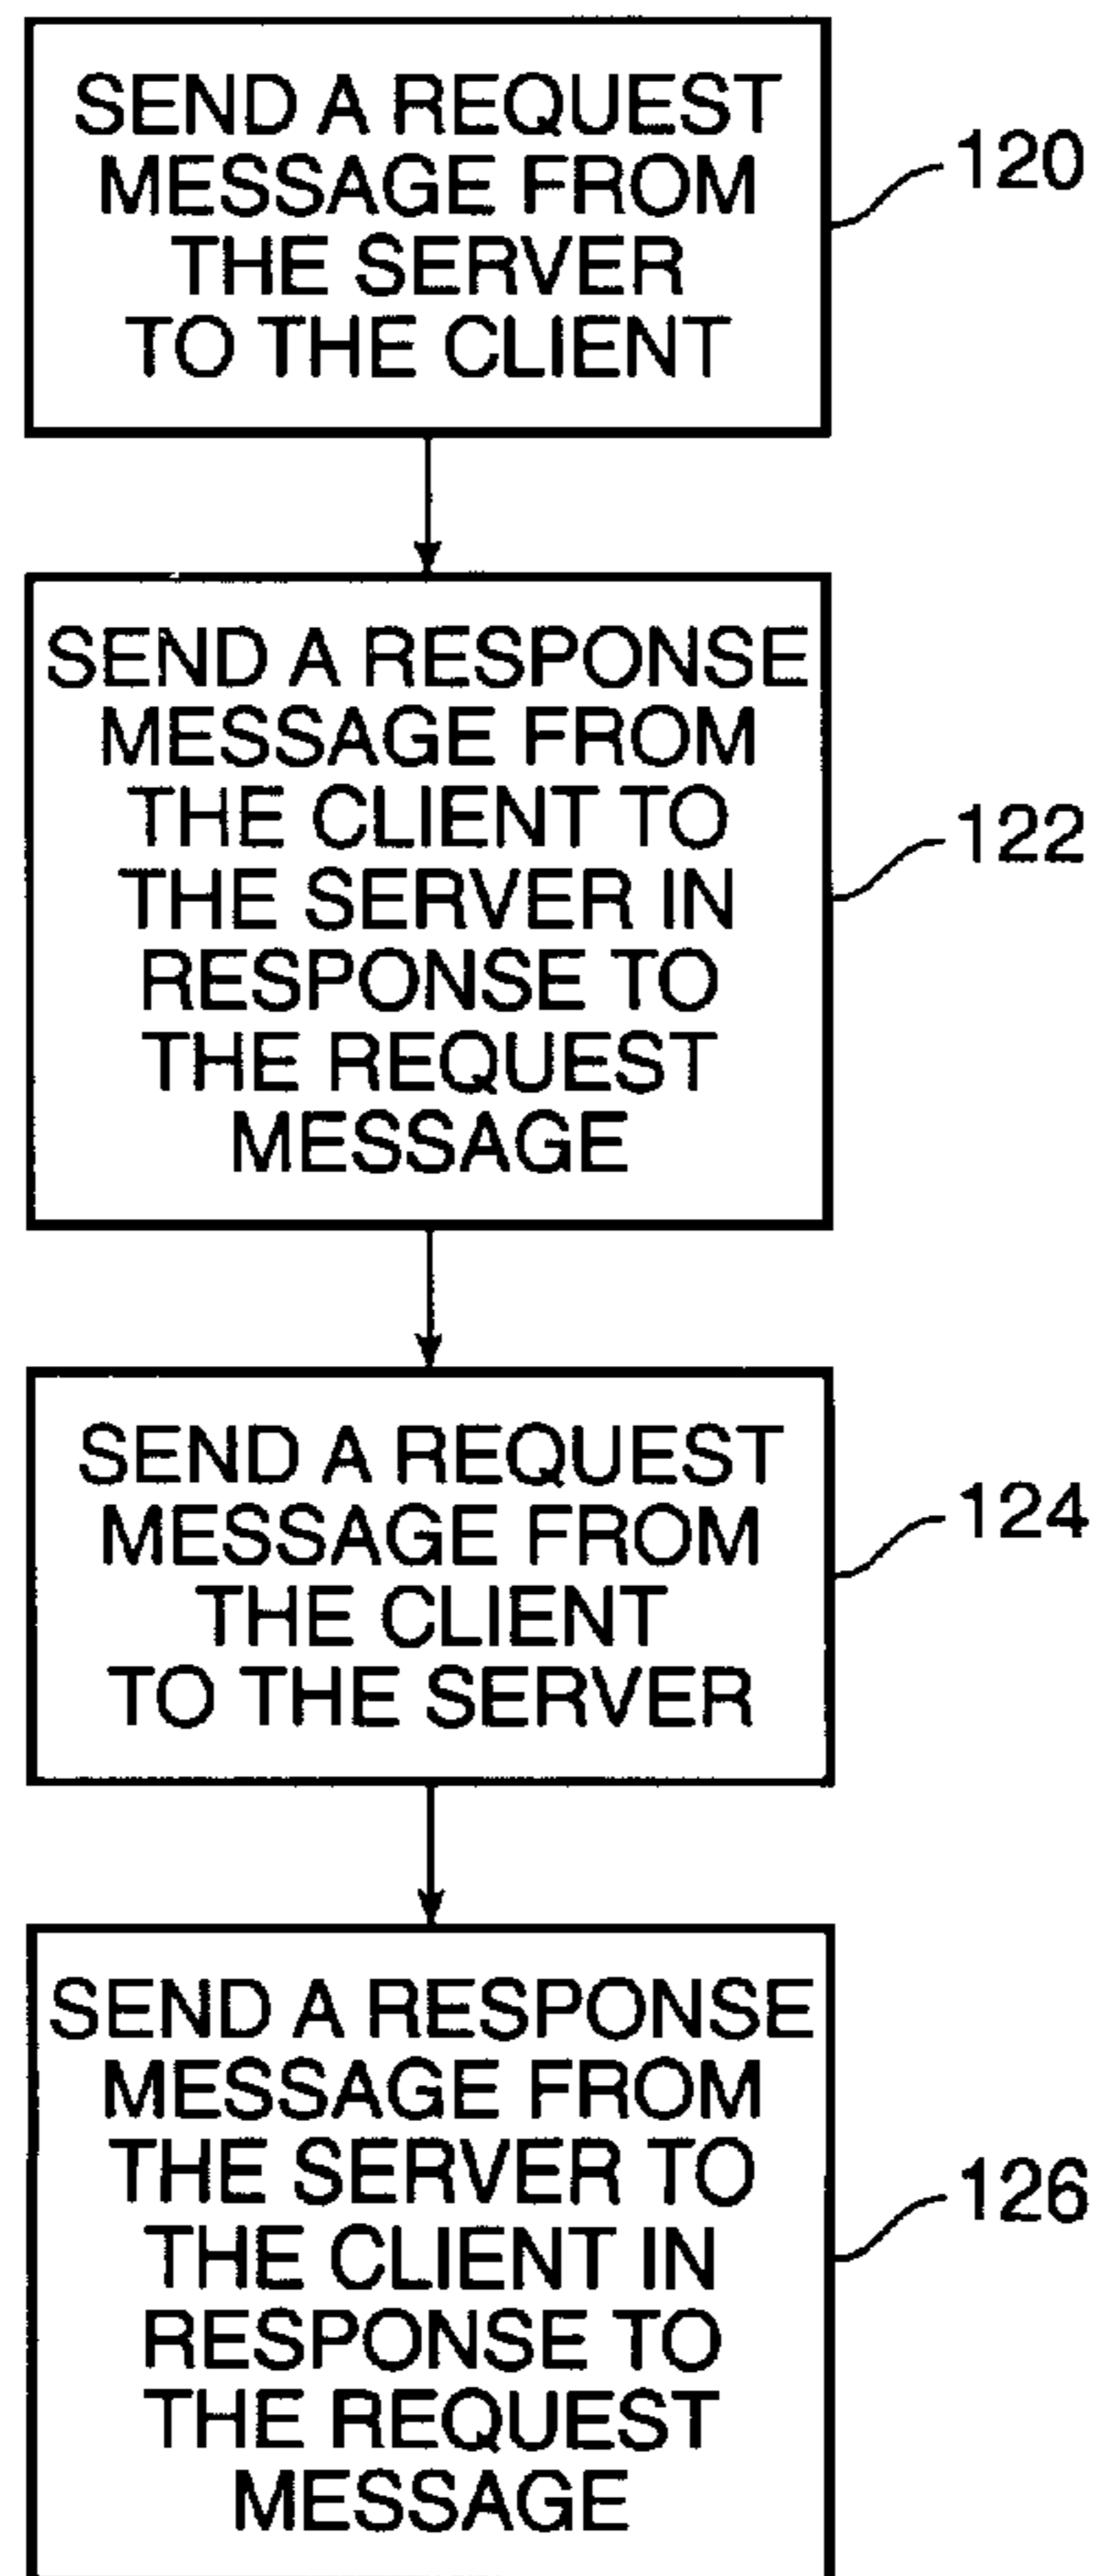 SEND A REQUEST
MESSAGE FROM
THE SERVER
TO THE CLIENT
120
SEND A RESPONSE
MESSAGE FROM
THE CLIENT TO
THE SERVER IN
RESPONSE TO
THE REQUEST
MESSAGE
122
SEND A REQUEST
MESSAGE FROM
THE CLIENT
TO THE SERVER
124
SEND A RESPONSE
MESSAGE FROM
THE SERVER TO
THE CLIENT IN
RESPONSE TO
THE REQUEST
MESSAGE
126